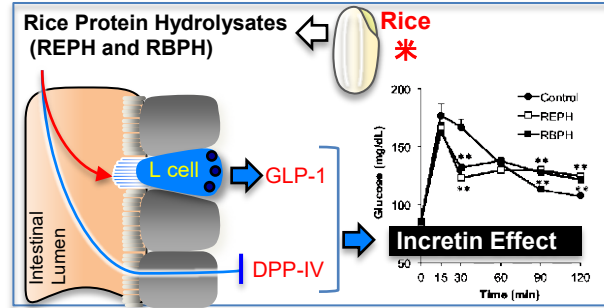 Rice Protein Hydrolysates
(REPH and RBPH)
Rice
米
L cell
GLP-1
DPP-IV
Intestinal
Lumen
Incretin Effect
Control
REPH
RBPH
Glucose (mg/dL)
200
150
100
50
** **
** ** **
**
0 15 30 60 90 120
Time (min)